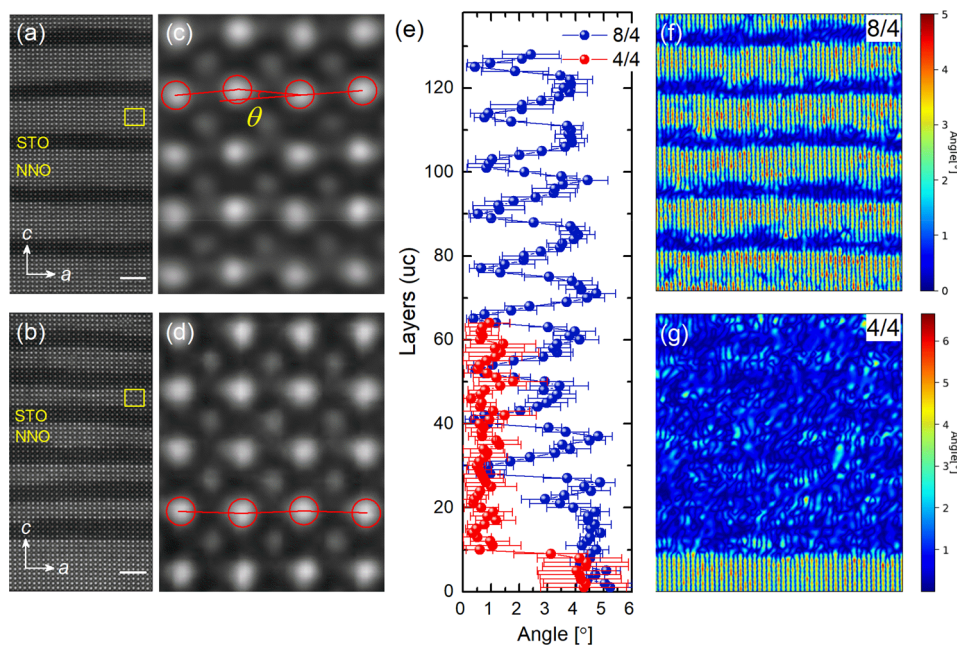 (a)
STO
NNO
c
a
(b)
STO
NNO
c
a
(c)
θ
(d)
(e)
8/4
4/4
120
100
80
60
40
20
0
Layers (uc)
0 1 2 3 4 5 6
Angle [°]
(f)
8/4
5
4
3
2
1
0
Angle[°]
(g)
4/4
6
5
4
3
2
1
Angle[°]